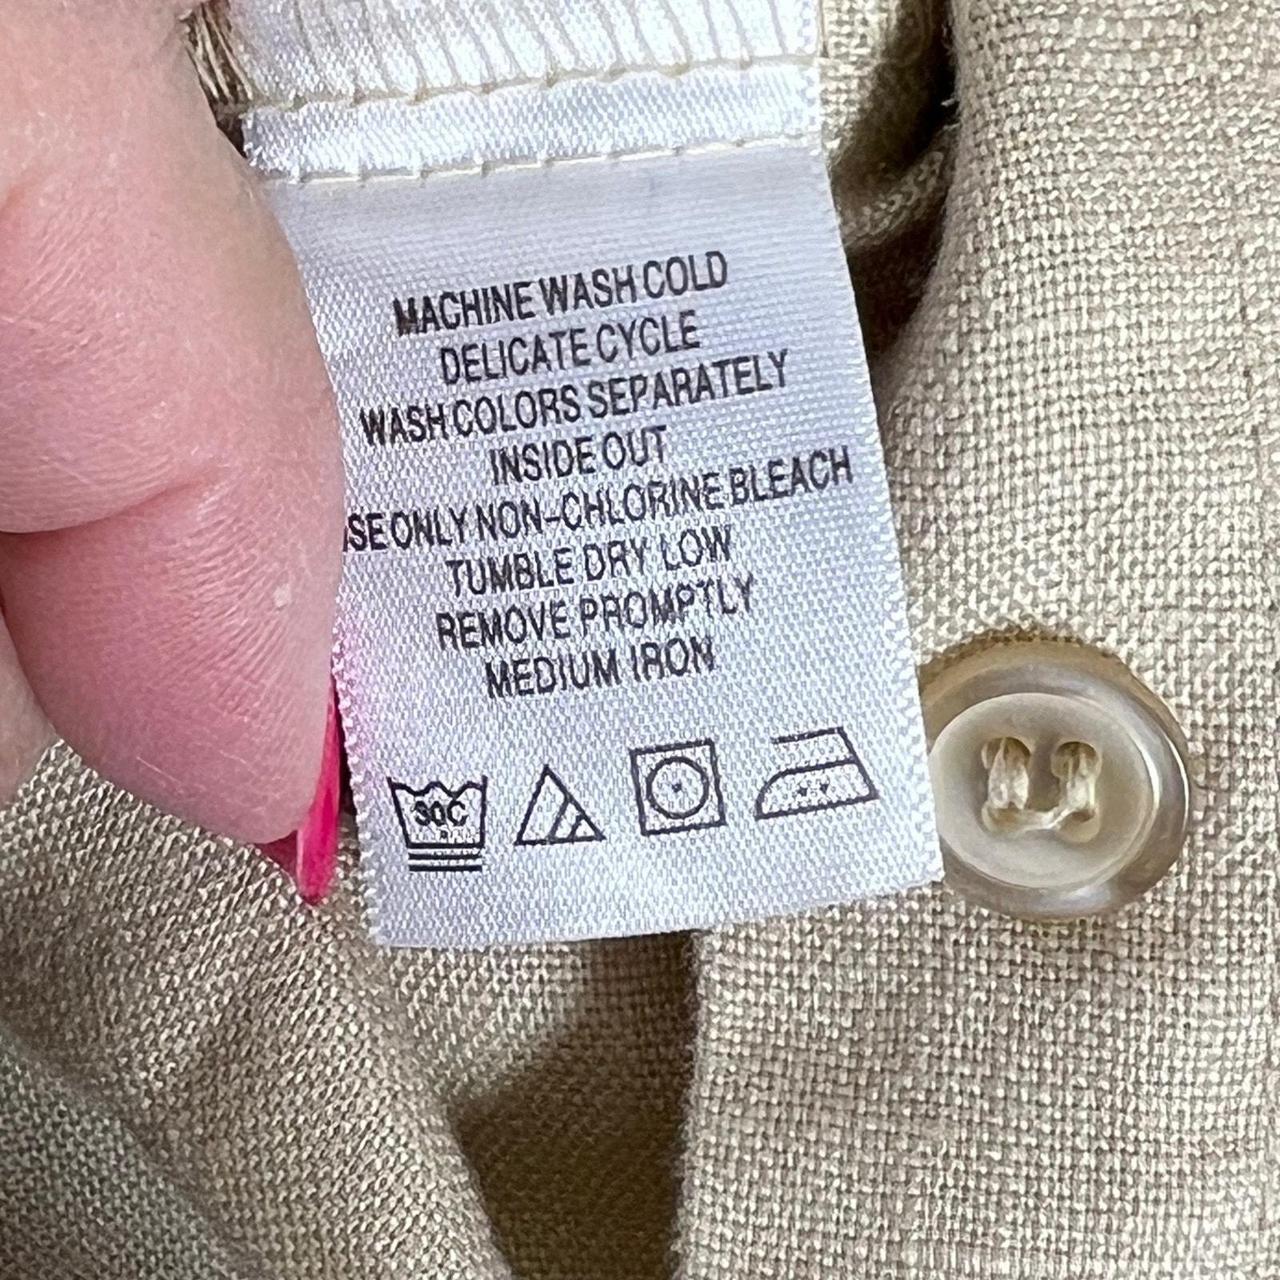 MACHINE WASH COLD
DELICATE CYCLE
WASH COLORS SEPARATELY
INSIDE OUT
SE ONLY NON-CHLORINE BLEACH
TUMBLE DRY LOW
REMOVE PROMPTLY
MEDIUM IRON
30C